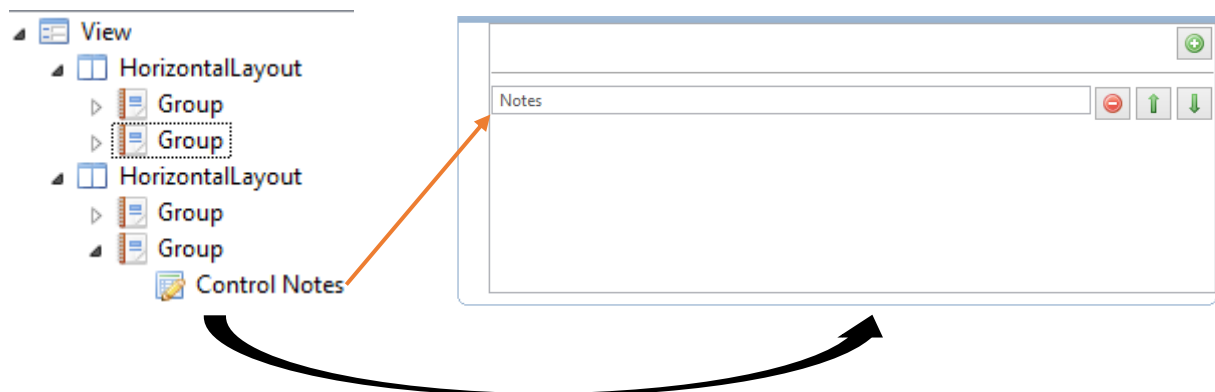 View
HorizontalLayout
Group
Group
HorizontalLayout
Group
Group
Control Notes
Notes